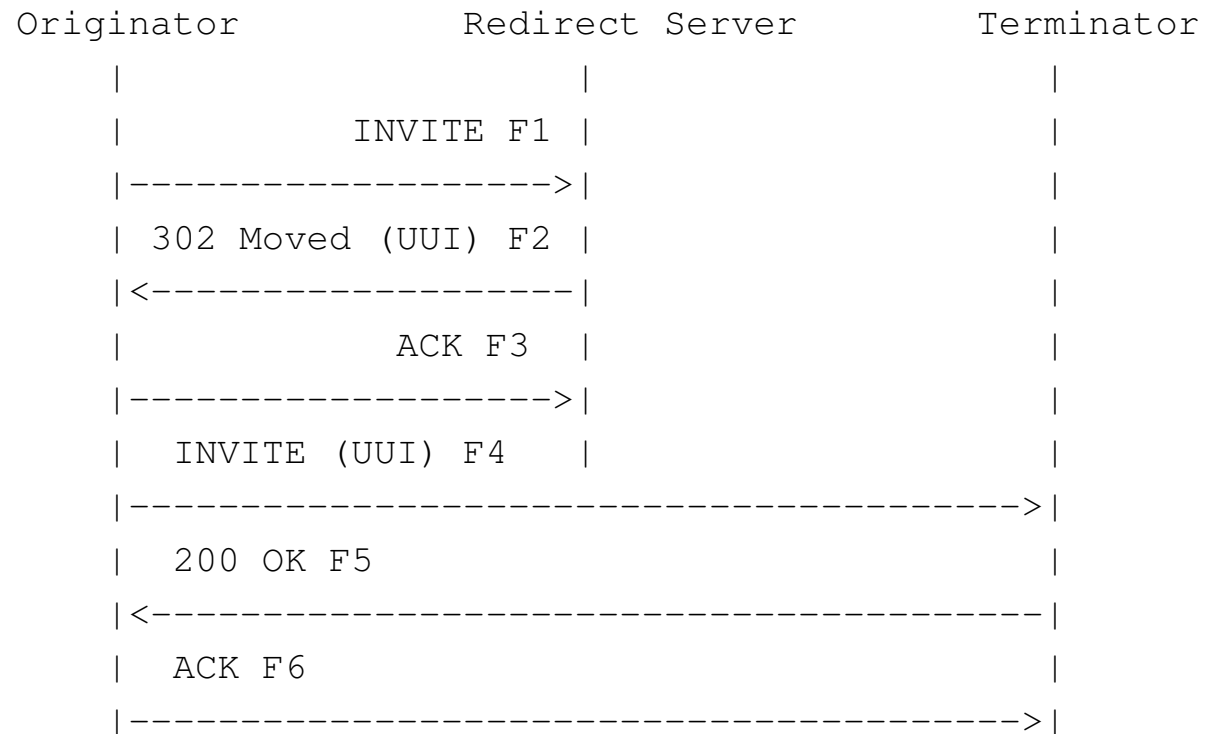 Originator Redirect Server Terminator
| | |
| INVITE F1 | |
|------------------->| |
| 302 Moved (UUI) F2 | |
|<-------------------| |
| ACK F3 | |
|------------------->| |
| INVITE (UUI) F4 | |
|----------------------------------------->|
| 200 OK F5 |
|<-----------------------------------------|
| ACK F6 |
|----------------------------------------->|